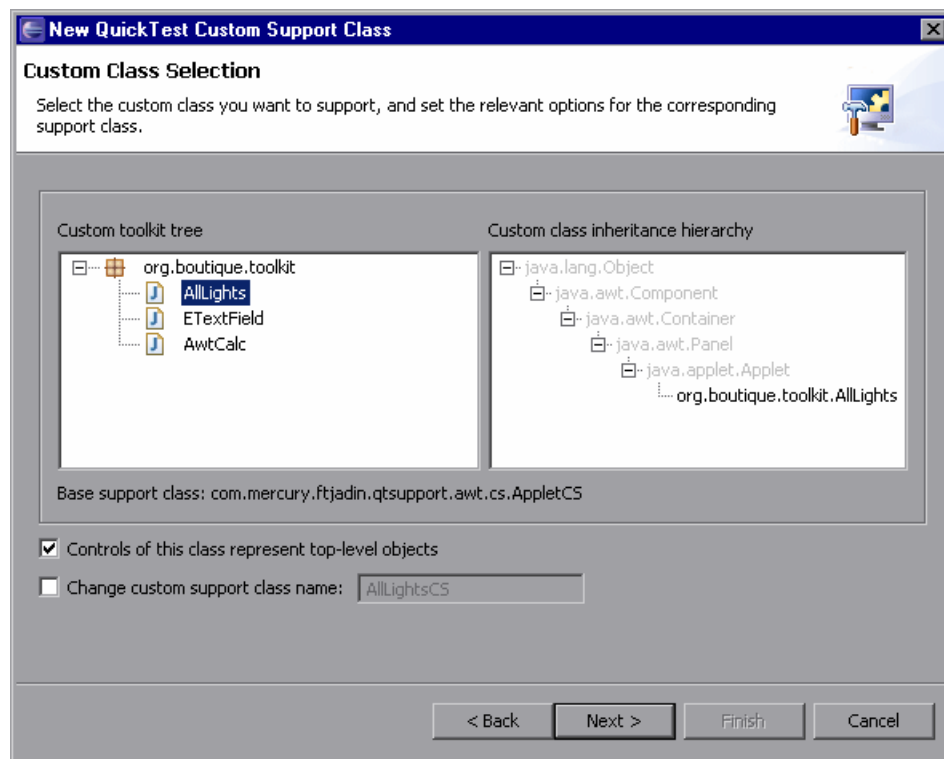 New QuickTest Custom Support Class
Custom Class Selection
Select the custom class you want to support, and set the relevant options for the corresponding
support class.
Custom toolkit tree
org.boutique.toolkit
AllLights
ETextField
AwtCalc
Custom class inheritance hierarchy
java.lang.Object
java.awt.Component
java.awt.Container
java.awt.Panel
java.applet.Applet
org.boutique.toolkit.AllLights
Base support class: com.mercury.ftjadin.qtsupport.awt.cs.AppletCS
Controls of this class represent top-level objects
Change custom support class name: AllLightsCS
< Back Next > Finish Cancel